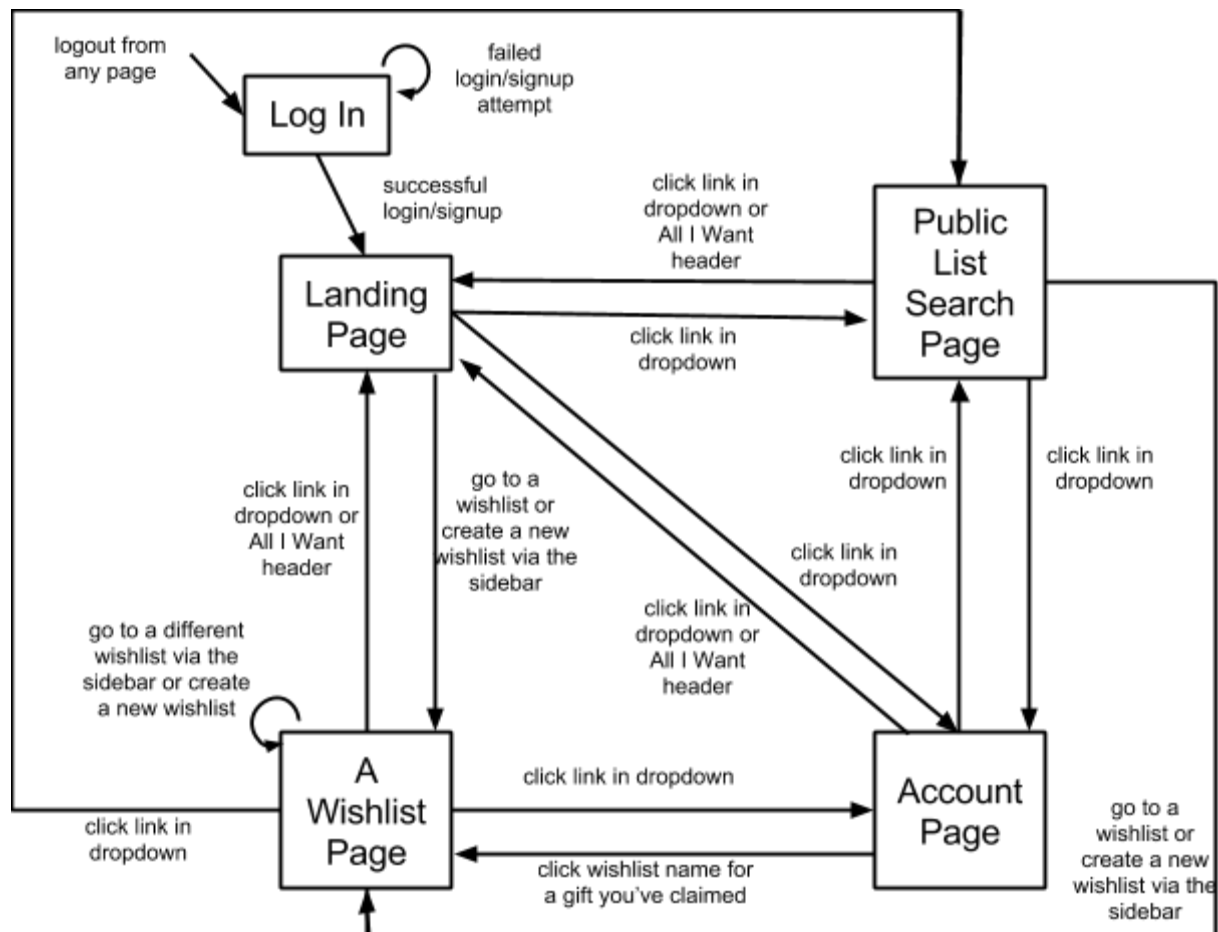 logout from
any page
failed
login/signup
attempt
Log In
successful
login/signup
click link in
dropdown or
All I Want
header
Public
List
Search
Page
Landing
Page
click link in
dropdown
click link in
dropdown or
All I Want
header
go to a
wishlist or
create a new
wishlist via the
sidebar
click link in
dropdown
click link in
dropdown
click link in
dropdown
click link in
dropdown or
All I Want
header
go to a different
wishlist via the
sidebar or create
a new wishlist
A
Wishlist
Page
click link in dropdown
Account
Page
click link in
dropdown
click wishlist name for
a gift you've claimed
go to a
wishlist or
create a new
wishlist via the
sidebar